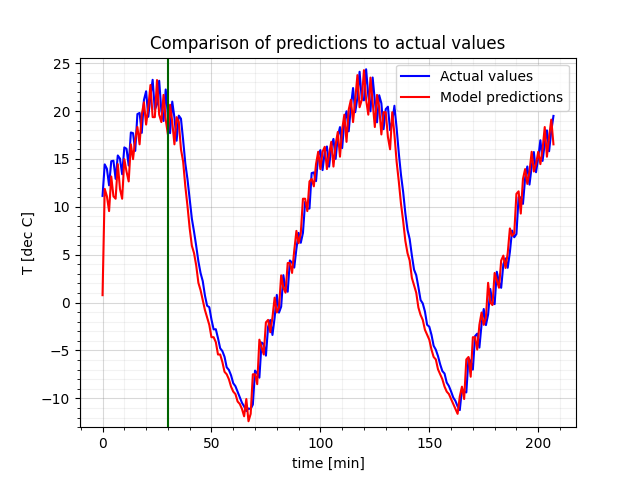 Comparison of predictions to actual values
Actual values
Model predictions
T [dec C]
25
20
15
10
5
0
−5
−10
0
50
100
150
200
time [min]